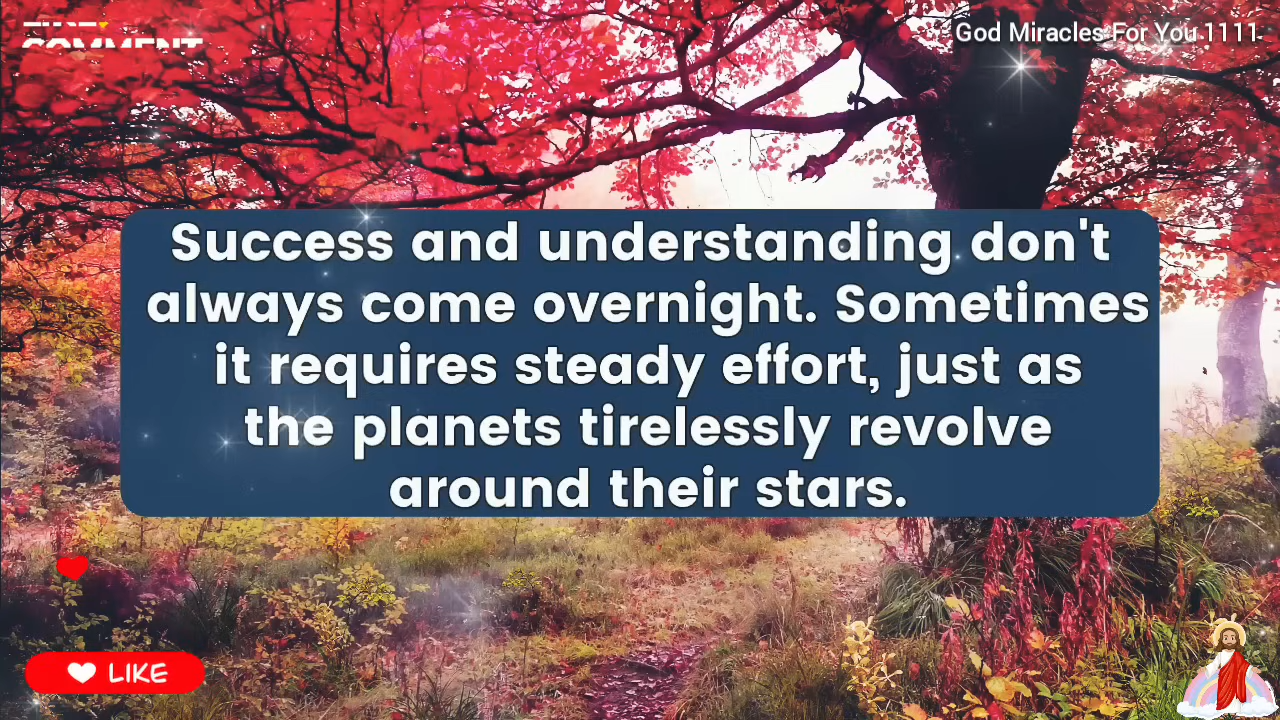 God Miracles For You 1111
COMMENT
Success and understanding don't
always come overnight. Sometimes
it requires steady effort, just as
the planets tirelessly revolve
around their stars.
LIKE